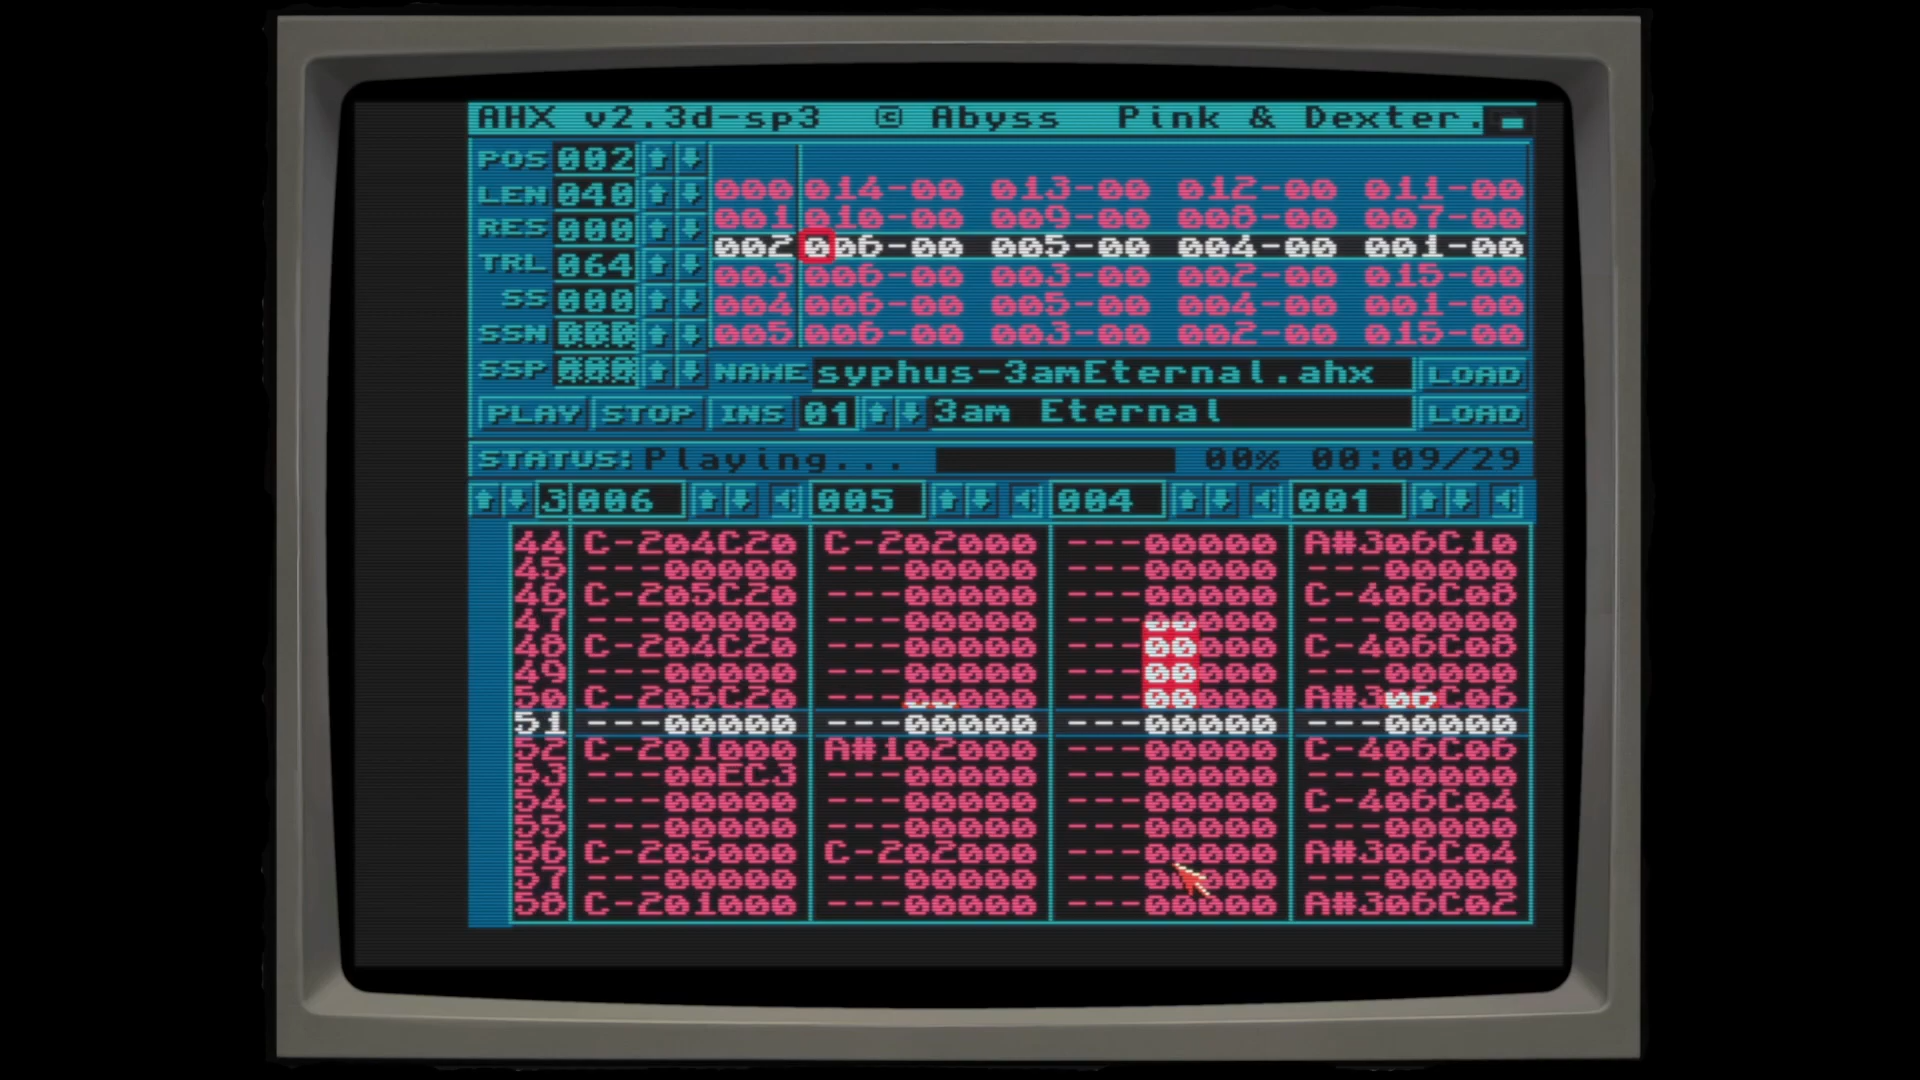 AHX v2.3d-sp3 © Abyss Pink & Dexter.
POS 002
LEN 040 000 014-00 013-00 012-00 011-00
RES 000 001 010-00 009-00 008-00 007-00
002 006-00 005-00 004-00 001-00
TRL 064 003 006-00 003-00 002-00 015-00
SS 000 004 006-00 005-00 004-00 001-00
SSN 000 005 006-00 003-00 002-00 015-00
SSP 000 NAME syphus-3amEternal.ahx LOAD
PLAY STOP INS 01 3am Eternal LOAD
STATUS: Playing... 00% 00:09/29
3 006 005 004 001
44 C-204C20 C-202000 ---00000 A#306C10
45 ---00000 ---00000 ---00000 ---00000
46 C-205C20 ---00000 ---00000 C-406C08
47 ---00000 ---00000 ---00000 ---00000
48 C-204C20 ---00000 ---00000 C-406C08
49 ---00000 ---00000 ---00000 ---00000
50 C-205C20 ---00000 ---00000 A#306C06
51 ---00000 ---00000 ---00000 ---00000
52 C-201000 A#102000 ---00000 C-406C06
53 ---00EC3 ---00000 ---00000 ---00000
54 ---00000 ---00000 ---00000 C-406C04
55 ---00000 ---00000 ---00000 ---00000
56 C-205000 C-202000 ---00000 A#306C04
57 ---00000 ---00000 ---00000 ---00000
58 C-201000 ---00000 ---00000 A#306C02